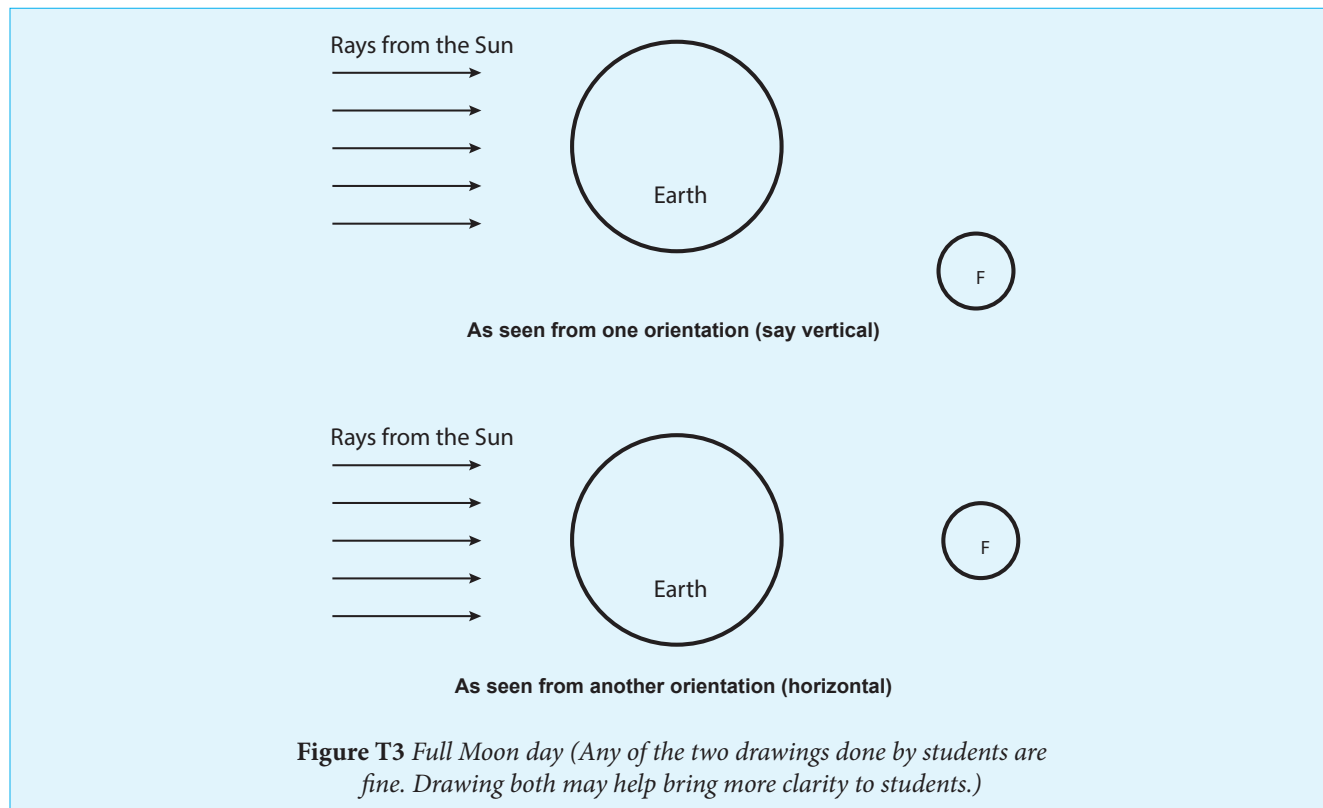 Rays from the Sun
Earth
F
As seen from one orientation (say vertical)
Rays from the Sun
Earth
F
As seen from another orientation (horizontal)
Figure T3 Full Moon day (Any of the two drawings done by students are
fine. Drawing both may help bring more clarity to students.)